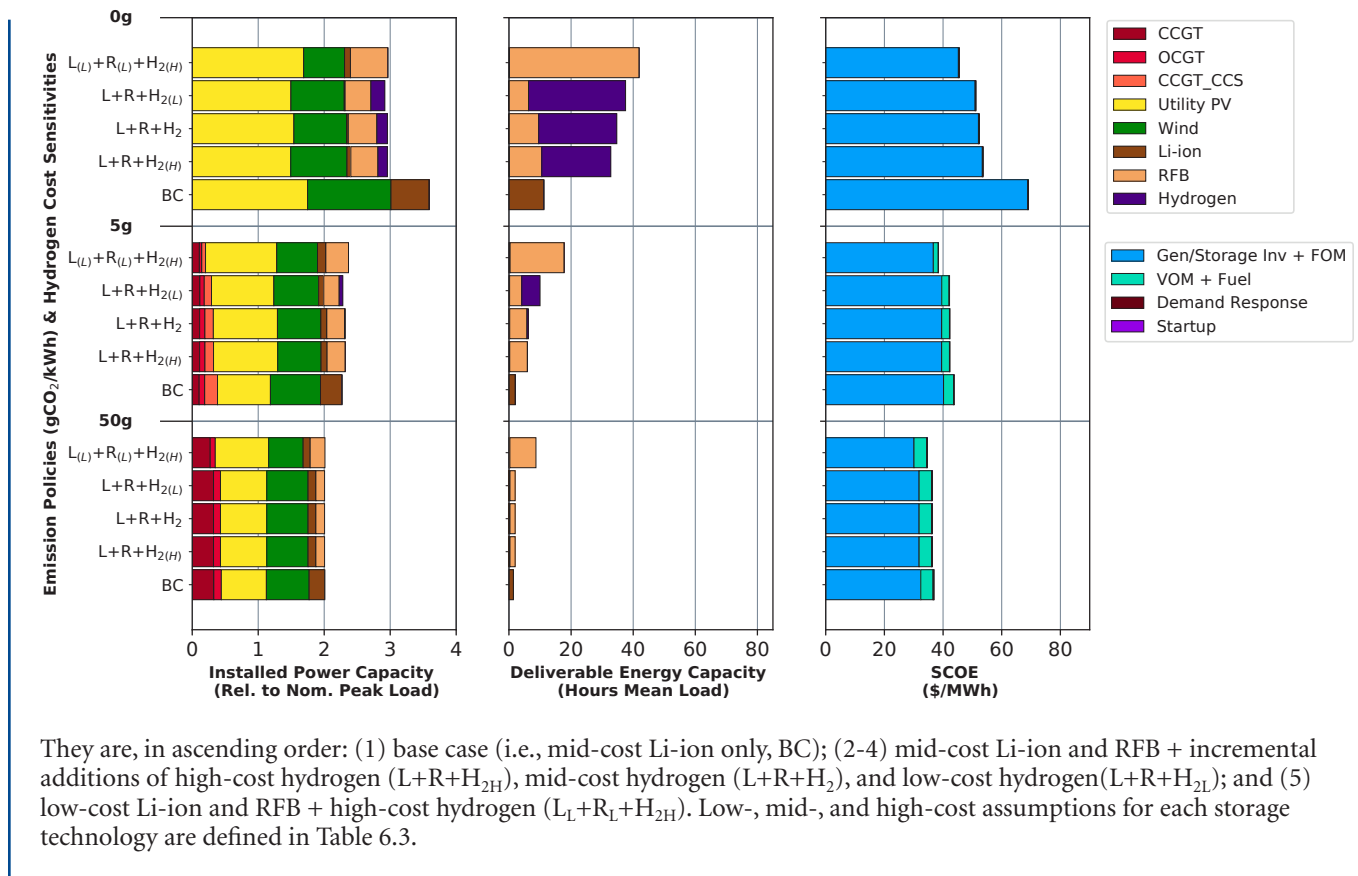 Emission Policies (gCO₂/kWh) & Hydrogen Cost Sensitivities
0g
L(L)+R(L)+H2(H)
L+R+H2(L)
L+R+H₂
L+R+H2(H)
BC
5g
L(L)+R(L)+H2(H)
L+R+H2(L)
L+R+H₂
L+R+H2(H)
BC
50g
L(L)+R(L)+H2(H)
L+R+H2(L)
L+R+H₂
L+R+H2(H)
BC
0 1 2 3 4
Installed Power Capacity
(Rel. to Nom. Peak Load)
0 20 40 60 80
Deliverable Energy Capacity
(Hours Mean Load)
0 20 40 60 80
SCOE
($/MWh)
CCGT
OCGT
CCGT_CCS
Utility PV
Wind
Li-ion
RFB
Hydrogen
Gen/Storage Inv + FOM
VOM + Fuel
Demand Response
Startup
They are, in ascending order: (1) base case (i.e., mid-cost Li-ion only, BC); (2-4) mid-cost Li-ion and RFB + incremental
additions of high-cost hydrogen (L+R+H2H), mid-cost hydrogen (L+R+H₂), and low-cost hydrogen(L+R+H2L); and (5)
low-cost Li-ion and RFB + high-cost hydrogen (LL+RL+H2H). Low-, mid-, and high-cost assumptions for each storage
technology are defined in Table 6.3.